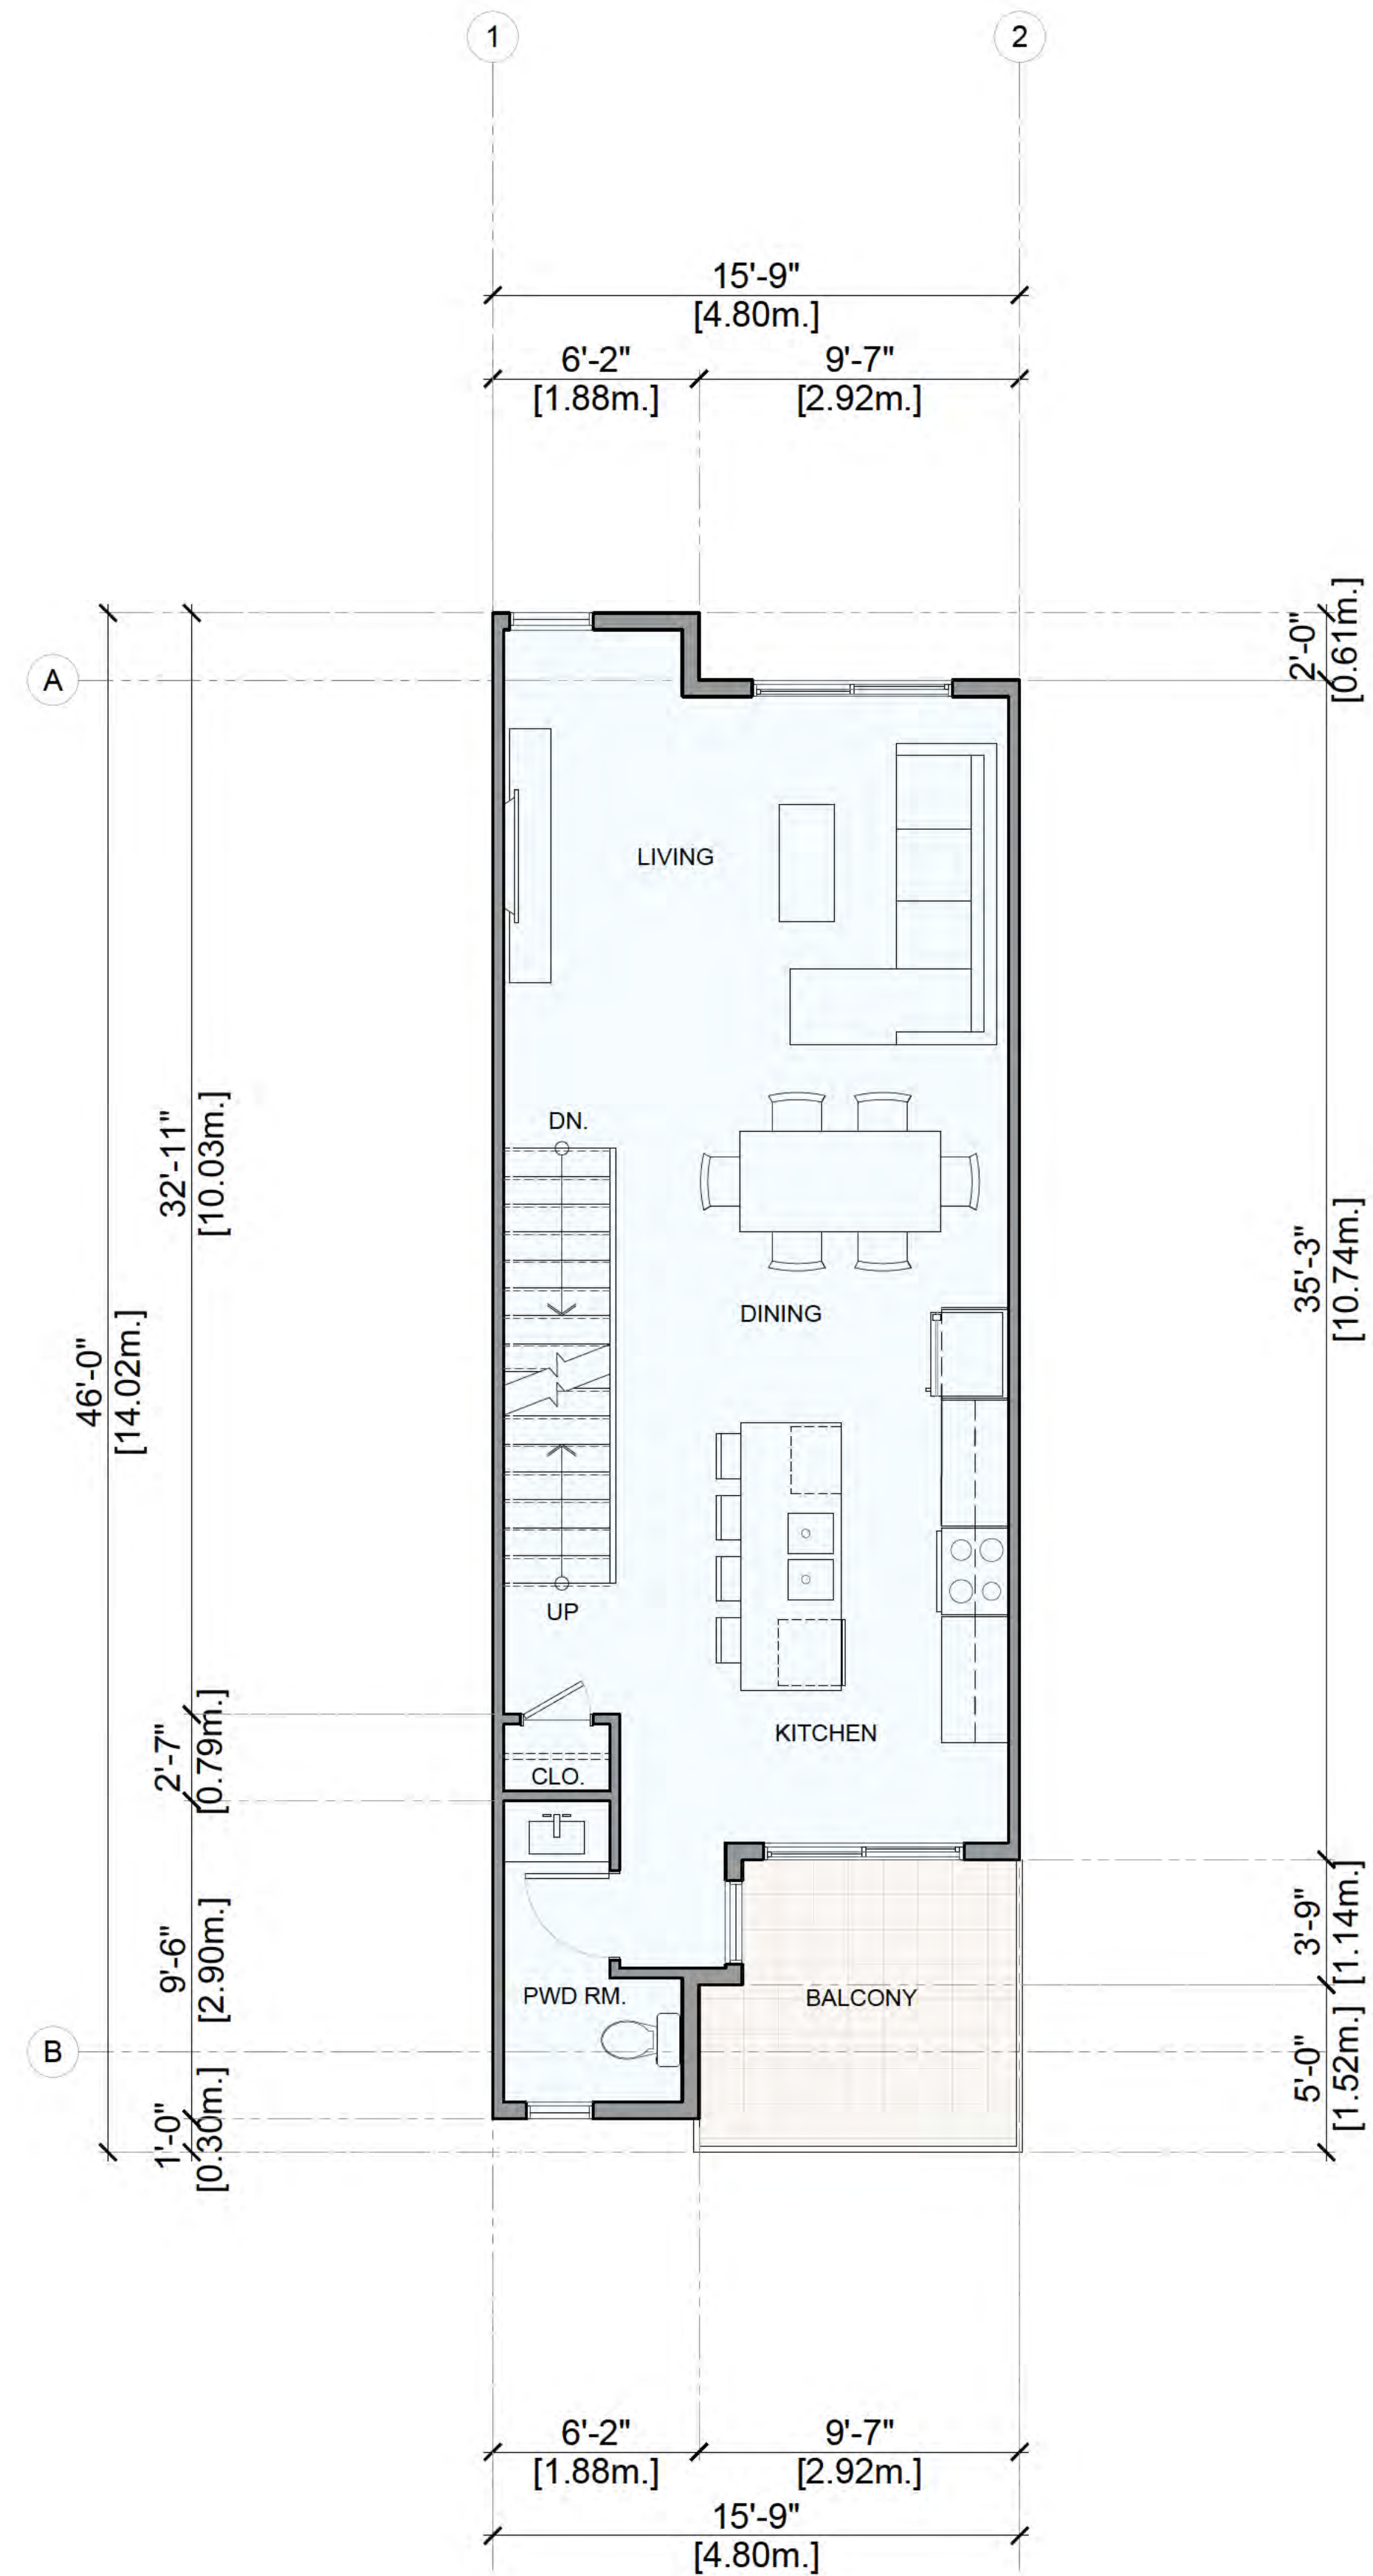 1
2
15'-9"
[4.80m.]
6'-2"
9'-7"
[1.88m.]
[2.92m.]
2'-0"
[0.61m.]
A
LIVING
DN.
32'-11"
[10.03m.]
35'-3"
[10.74m.]
DINING
46'-0"
[14.02m.]
UP
2'-7"
[0.79m.]
KITCHEN
CLO.
9'-6"
[2.90m.]
3'-9"
[1.14m.]
PWD RM.
BALCONY
B
5'-0"
[1.52m.]
1'-0"
[0.30m.]
6'-2"
9'-7"
[1.88m.]
[2.92m.]
15'-9"
[4.80m.]